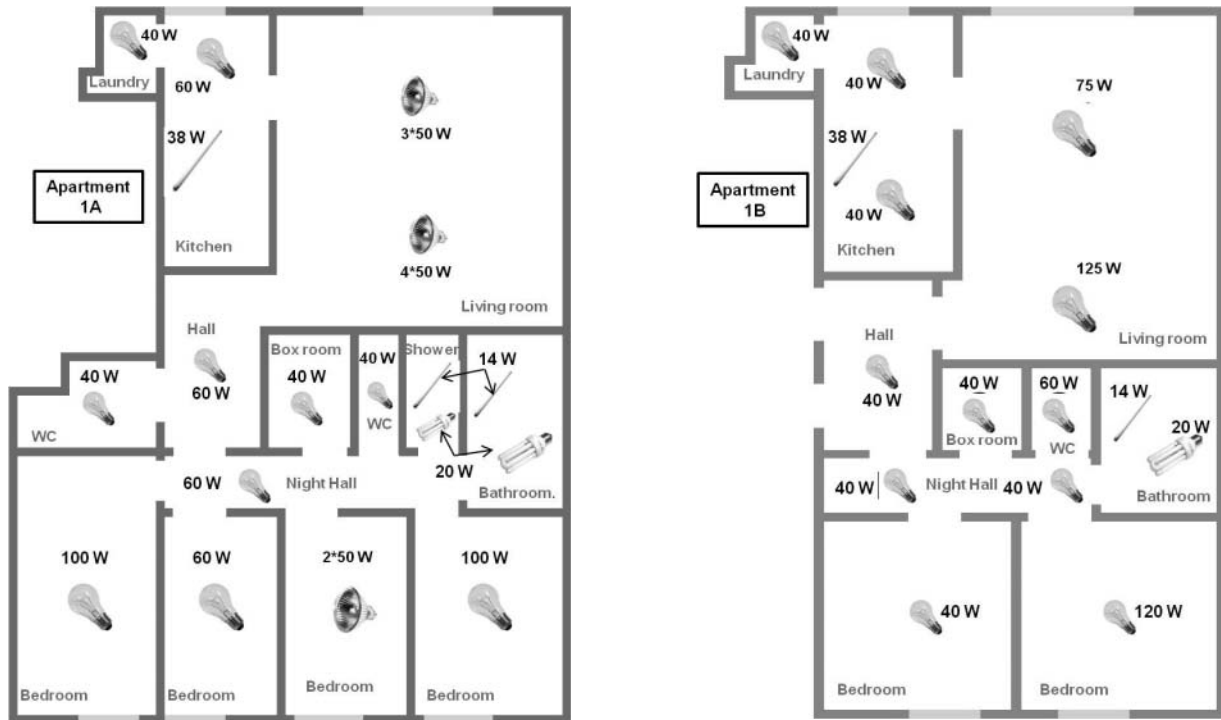 40 W
Laundry
60 W
38 W
Kitchen
Apartment
1A
3*50 W
4*50 W
Living room
Hall
60 W
40 W
WC
Box room
40 W
40 W
WC
Shower
14 W
20 W
Bathroom.
60 W
Night Hall
100 W
Bedroom
60 W
Bedroom
2*50 W
Bedroom
100 W
Bedroom
40 W
Laundry
40 W
38 W
40 W
Kitchen
Apartment
1B
75 W
125 W
Living room
Hall
40 W
40 W
Box room
60 W
WC
14 W
20 W
Bathroom
40 W
Night Hall
40 W
40 W
Bedroom
120 W
Bedroom